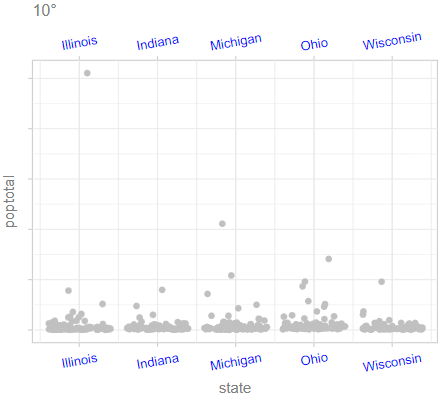 10°
Illinois Indiana Michigan Ohio Wisconsin
poptotal
Illinois Indiana Michigan Ohio Wisconsin
state